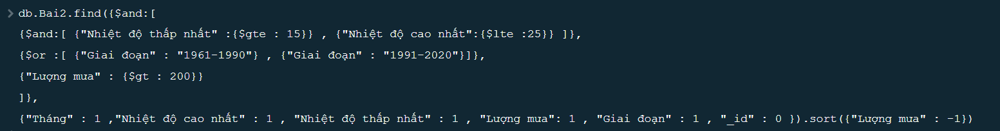 db.Bai2.find({$and:[
{$and:[ {"Nhiệt độ thấp nhất" :{$gte : 15}} , {"Nhiệt độ cao nhất":{$lte :25}} ]},
{$or :[ {"Giai đoạn" : "1961-1990"} , {"Giai đoạn" : "1991-2020"}]},
{"Lượng mưa" : {$gt : 200}}
]},
{"Tháng" : 1 ,"Nhiệt độ cao nhất" : 1 , "Nhiệt độ thấp nhất" : 1 , "Lượng mưa": 1 , "Giai đoạn" : 1 , "_id" : 0 }).sort({"Lượng mưa" : -1})